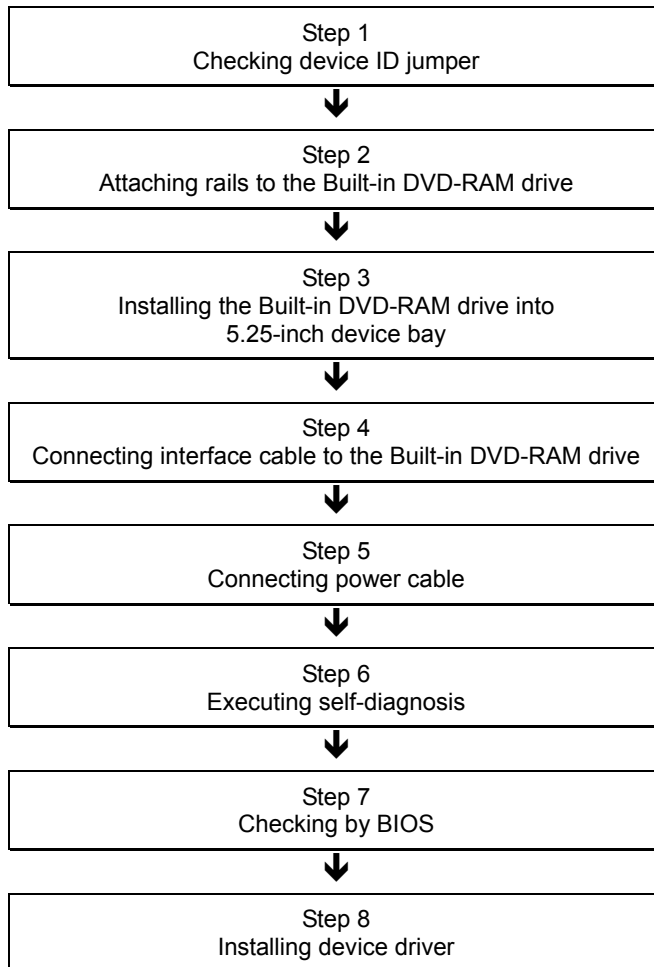 Step 1
Checking device ID jumper
Step 2
Attaching rails to the Built-in DVD-RAM drive
Step 3
Installing the Built-in DVD-RAM drive into
5.25-inch device bay
Step 4
Connecting interface cable to the Built-in DVD-RAM drive
Step 5
Connecting power cable
Step 6
Executing self-diagnosis
Step 7
Checking by BIOS
Step 8
Installing device driver